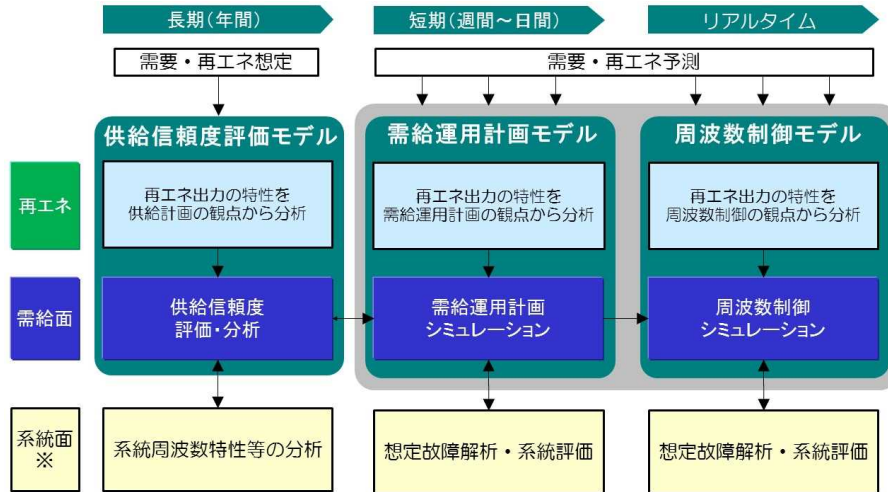 長期(年間)
短期(週間～日間)
リアルタイム
需要・再エネ想定
需要・再エネ予測
供給信頼度評価モデル
需給運用計画モデル
周波数制御モデル
再エネ
再エネ出力の特性を
供給計画の観点から分析
再エネ出力の特性を
需給運用計画の観点から分析
再エネ出力の特性を
周波数制御の観点から分析
需給面
供給信頼度
評価・分析
需給運用計画
シミュレーション
周波数制御
シミュレーション
系統面
※
系統周波数特性等の分析
想定故障解析・系統評価
想定故障解析・系統評価